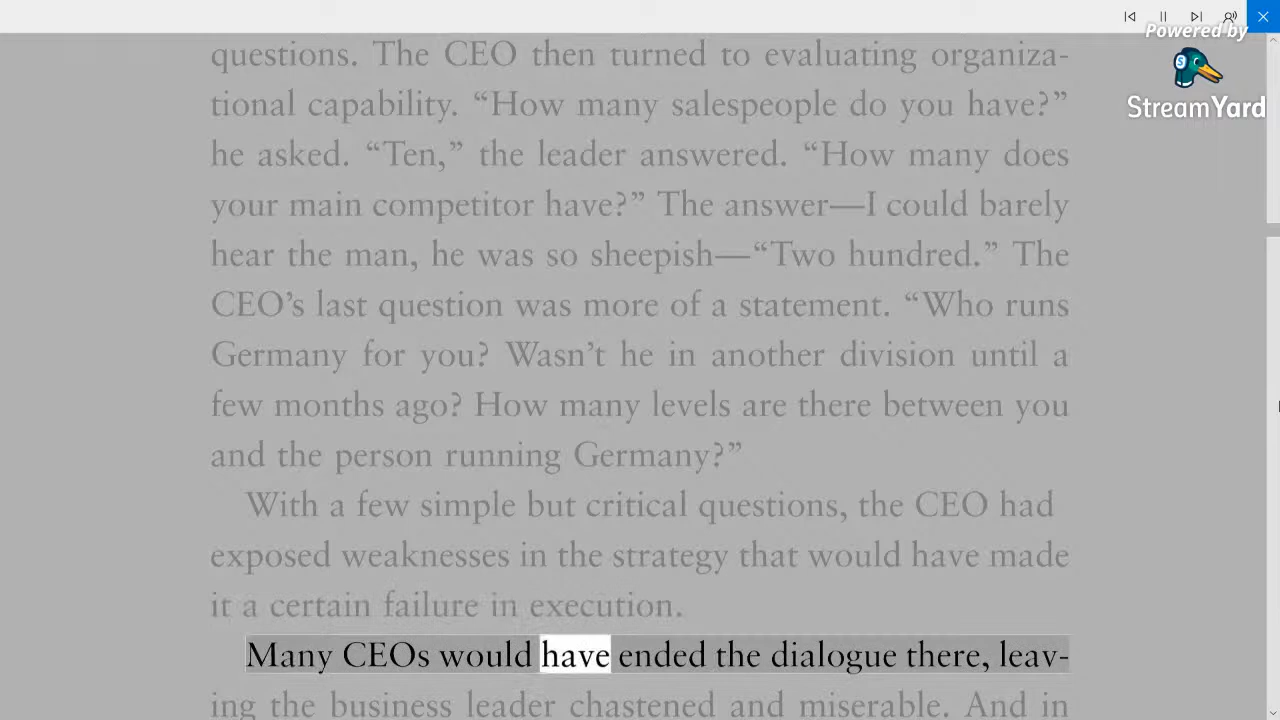 Powered by
StreamYard
questions. The CEO then turned to evaluating organiza-
tional capability. “How many salespeople do you have?”
he asked. “Ten,” the leader answered. “How many does
your main competitor have?” The answer—I could barely
hear the man, he was so sheepish—“Two hundred.” The
CEO’s last question was more of a statement. “Who runs
Germany for you? Wasn’t he in another division until a
few months ago? How many levels are there between you
and the person running Germany?”
With a few simple but critical questions, the CEO had
exposed weaknesses in the strategy that would have made
it a certain failure in execution.
Many CEOs would have ended the dialogue there, leav-
ing the business leader chastened and miserable. And in